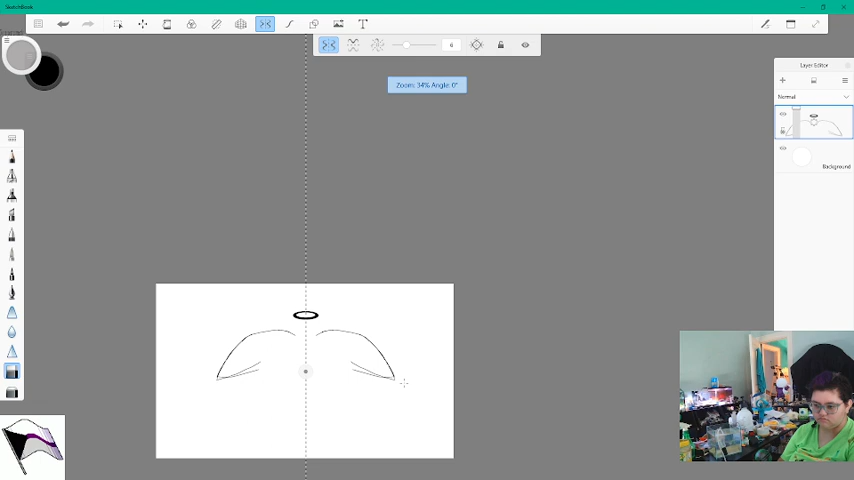 SketchBook
6
Zoom: 34% Angle: 0°
Layer Editor
Normal
Background